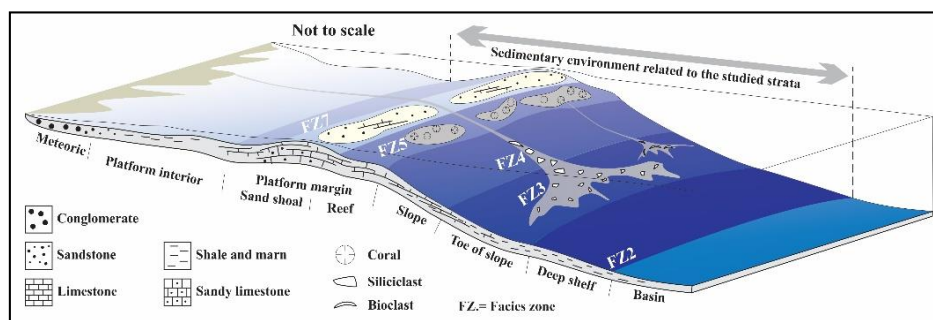 Not to scale
Sedimentary environment related to the studied strata
FZ7
FZ5
FZ4
FZ3
FZ2
Meteoric
Platform interior
Platform margin
Sand shoal
Reef
Slope
Toe of slope
Deep shelf
Basin
Conglomerate
Sandstone
Shale and marn
Limestone
Sandy limestone
Coral
Siliciclast
Bioclast
FZ.= Facies zone